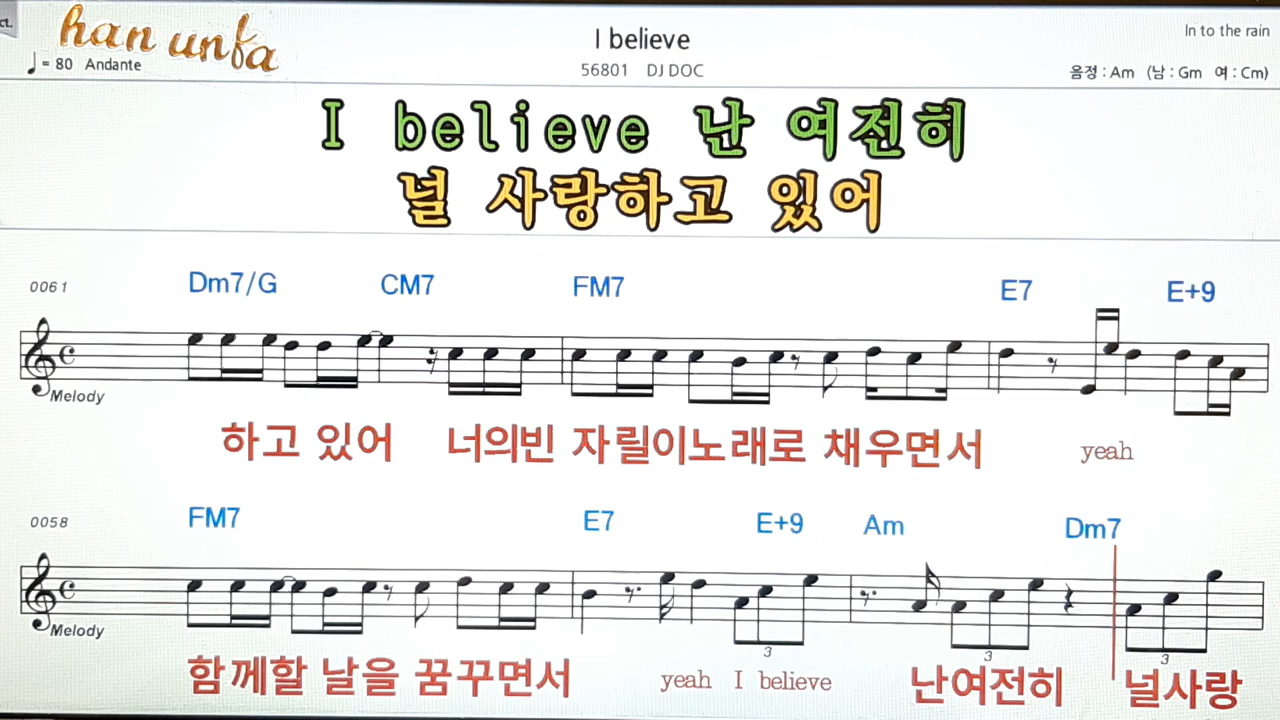 ct.
han unfa
♩ = 80 Andante
I believe
56801 DJ DOC
In to the rain
음정 : Am (남 : Gm 여 : Cm)
I believe 난 여전히
널 사랑하고 있어
0061 Dm7/G CM7 FM7 E7 E+9
Melody
하고 있어 너의빈 자릴이노래로 채우면서 yeah
0058 FM7 E7 E+9 Am Dm7
Melody
3 3 3
함께할 날을 꿈꾸면서 yeah I believe 난여전히 널사랑